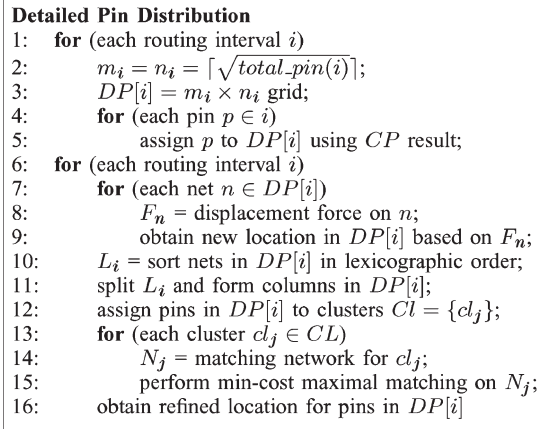 Detailed Pin Distribution
1: for (each routing interval i)
2: m_i = n_i = ⌈√total_pin(i)⌉;
3: DP[i] = m_i × n_i grid;
4: for (each pin p ∈ i)
5: assign p to DP[i] using CP result;
6: for (each routing interval i)
7: for (each net n ∈ DP[i])
8: F_n = displacement force on n;
9: obtain new location in DP[i] based on F_n;
10: L_i = sort nets in DP[i] in lexicographic order;
11: split L_i and form columns in DP[i];
12: assign pins in DP[i] to clusters Cl = {cl_j};
13: for (each cluster cl_j ∈ CL)
14: N_j = matching network for cl_j;
15: perform min-cost maximal matching on N_j;
16: obtain refined location for pins in DP[i]